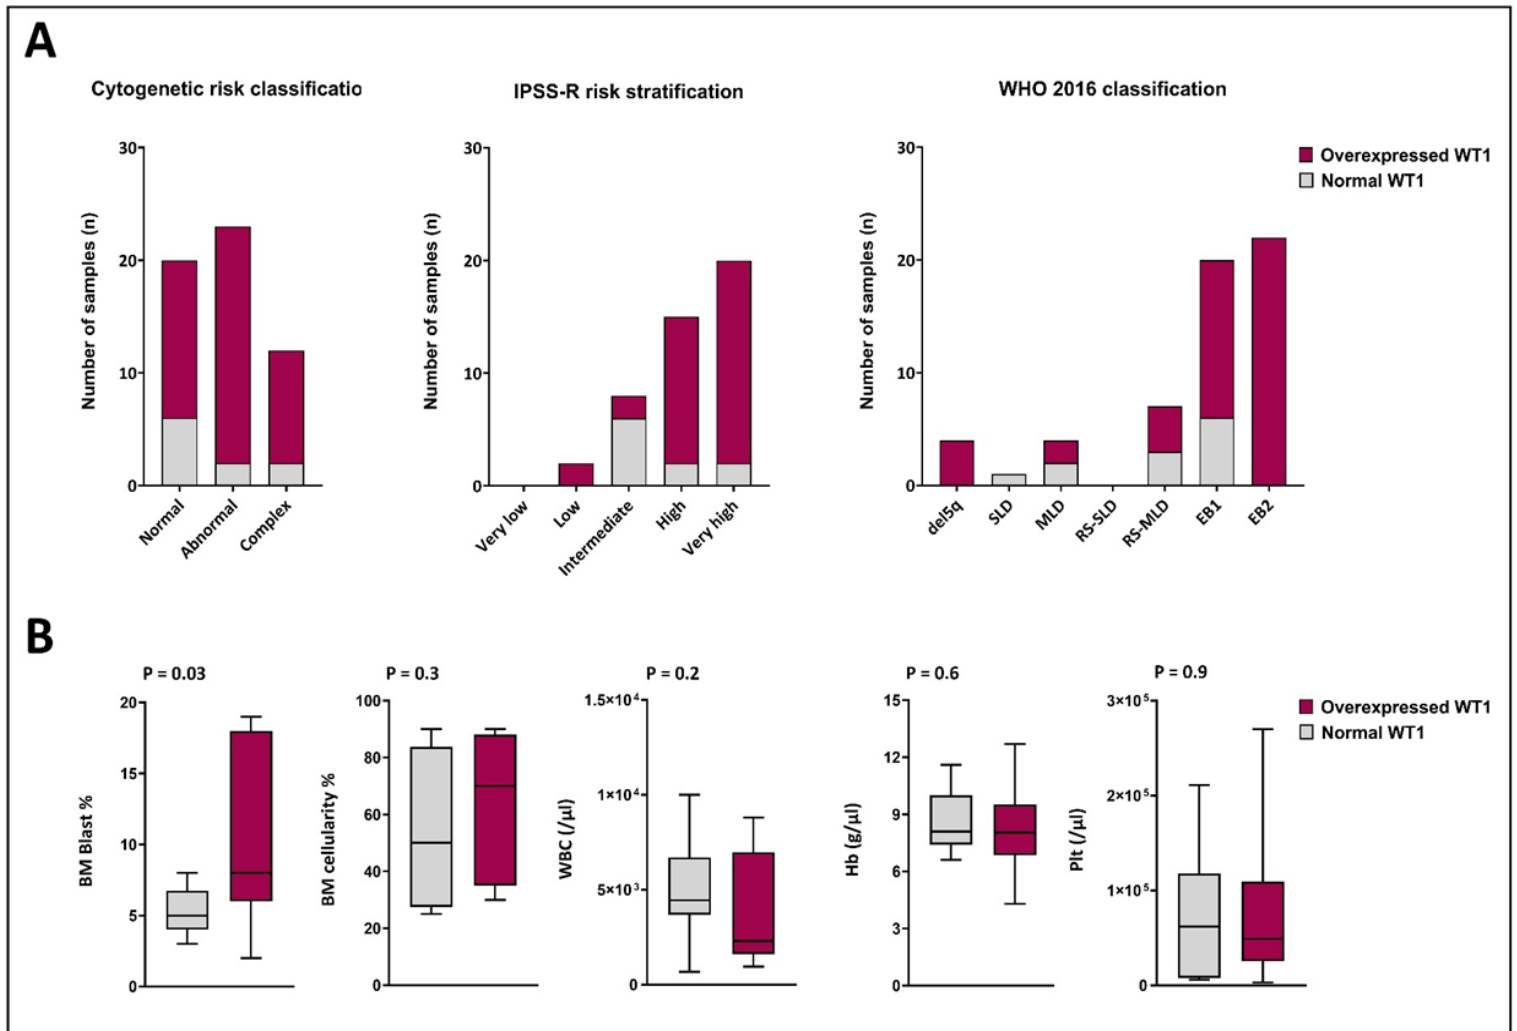 A
Cytogenetic risk classificatio
IPSS-R risk stratification
WHO 2016 classification
Number of samples (n)
30
20
10
0
Normal
Abnormal
Complex
Number of samples (n)
30
20
10
0
Very low
Low
Intermediate
High
Very high
Number of samples (n)
30
20
10
0
del5q
SLD
MLD
RS-SLD
RS-MLD
EB1
EB2
Overexpressed WT1
Normal WT1
B
P = 0.03
BM Blast %
20
15
10
5
0
P = 0.3
BM cellularity %
100
80
60
40
20
0
P = 0.2
WBC (/µl)
1.5×10⁴
1×10⁴
5×10³
0
P = 0.6
Hb (g/µl)
15
12
9
6
3
0
P = 0.9
Plt (/µl)
3×10⁵
2×10⁵
1×10⁵
0
Overexpressed WT1
Normal WT1